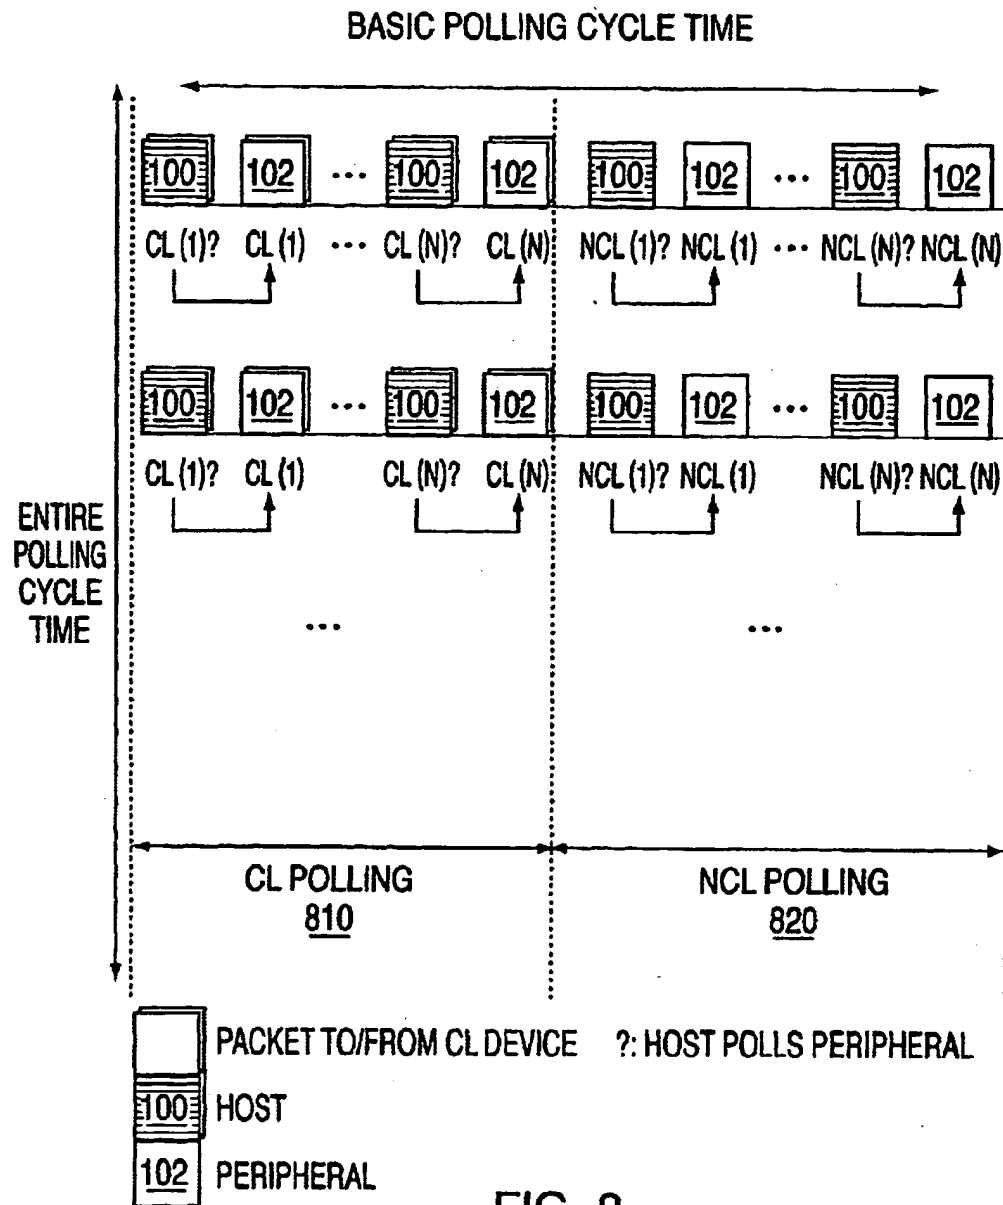 BASIC POLLING CYCLE TIME
100 102 ... 100 102 100 102 ... 100 102
CL (1)? CL (1) ... CL (N)? CL (N) NCL (1)? NCL (1) ... NCL (N)? NCL (N)
100 102 ... 100 102 100 102 ... 100 102
CL (1)? CL (1) CL (N)? CL (N) NCL (1)? NCL (1) NCL (N)? NCL (N)
ENTIRE
POLLING
CYCLE
TIME
... ...
CL POLLING
810
NCL POLLING
820
PACKET TO/FROM CL DEVICE ?: HOST POLLS PERIPHERAL
100 HOST
102 PERIPHERAL